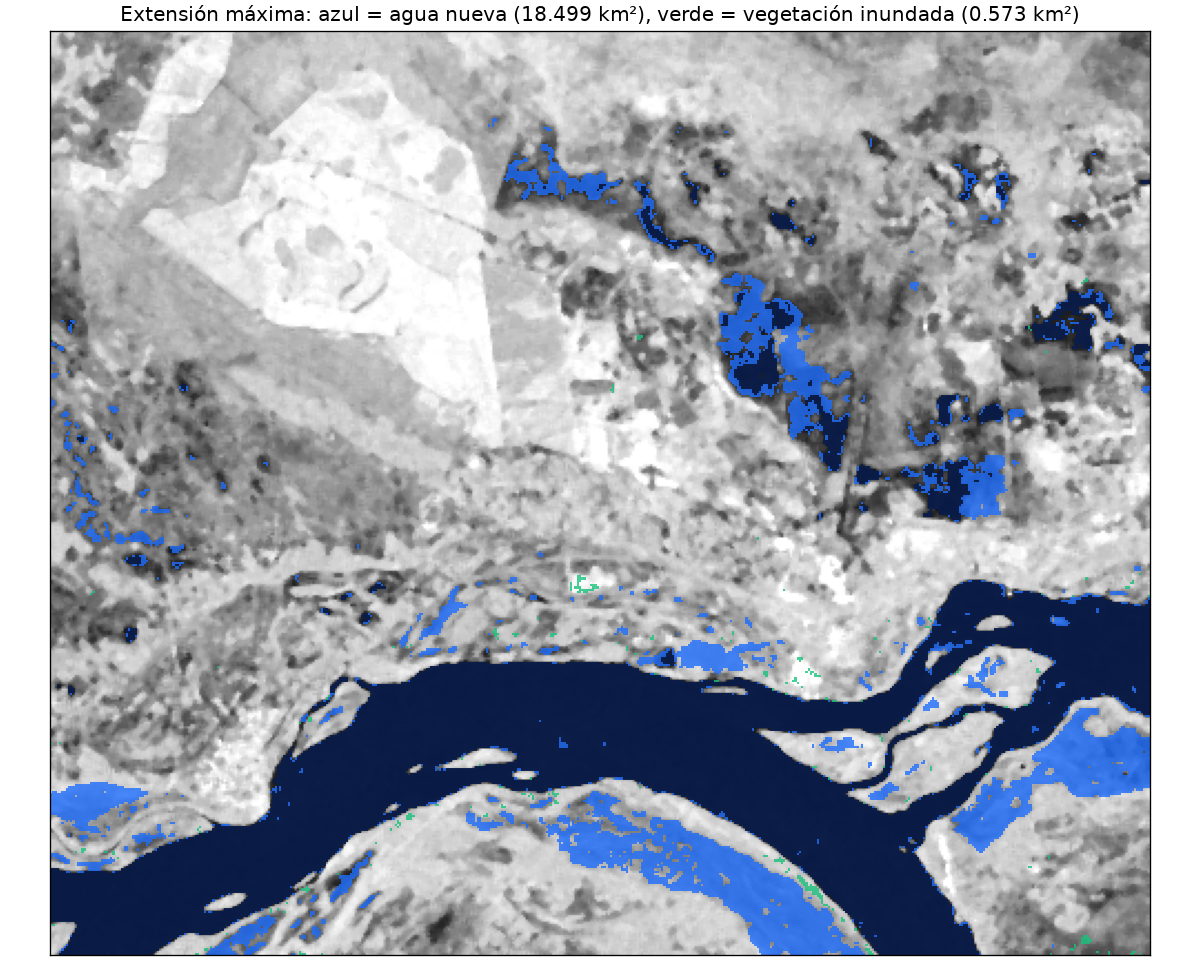 Extensión máxima: azul = agua nueva (18.499 km²), verde = vegetación inundada (0.573 km²)